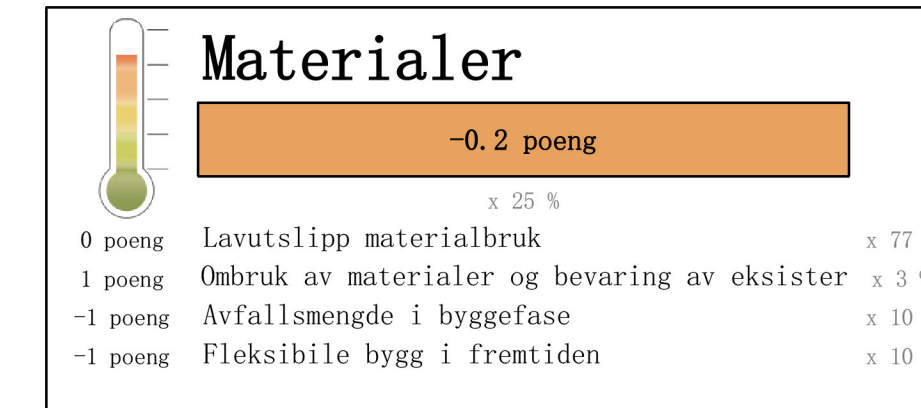 Materialer
-0.2 poeng
x 25 %
0 poeng Lavutslipp materialbruk x 77
1 poeng Ombruk av materialer og bevaring av eksister x 3 %
-1 poeng Avfallsmengde i byggefase x 10
-1 poeng Fleksibile bygg i fremtiden x 10